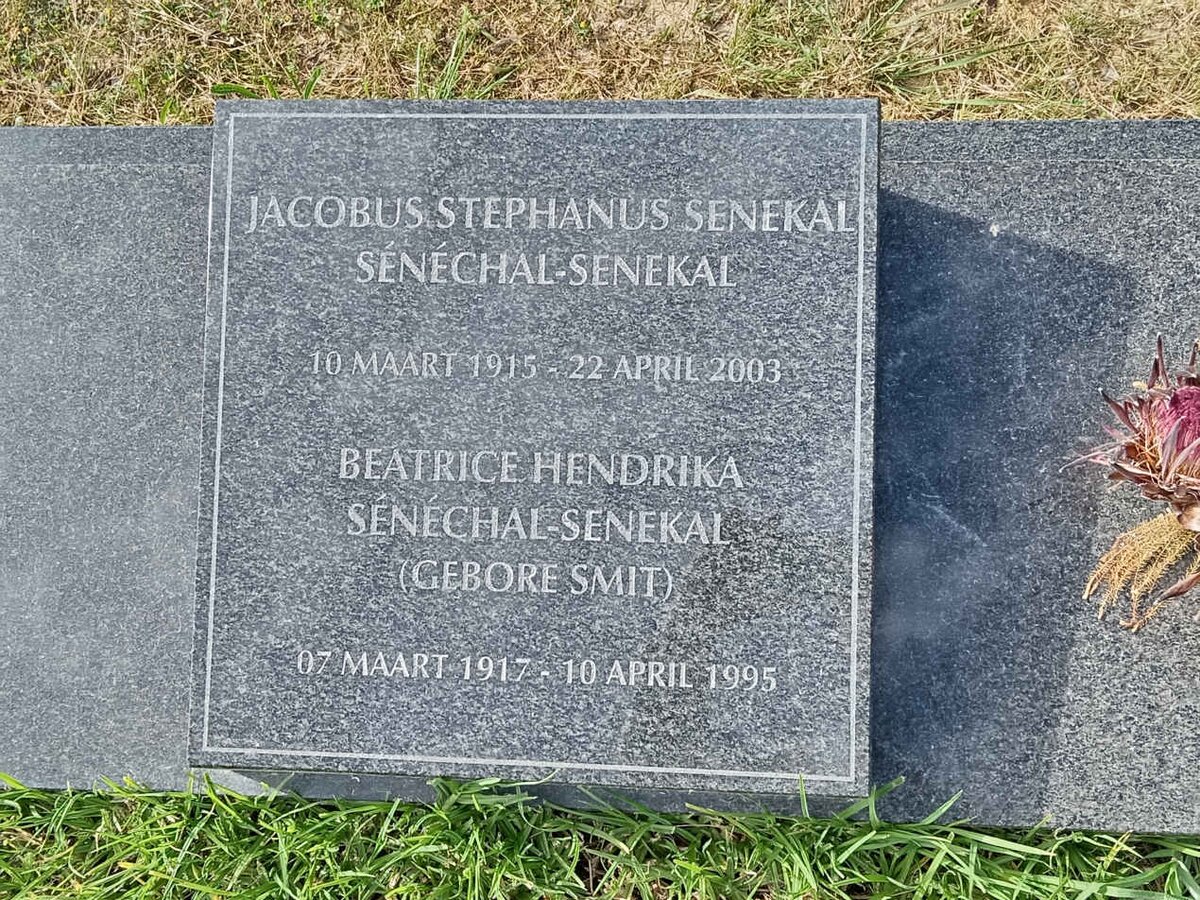 JACOBUS STEPHANUS SENEKAL
SÉNÉCHAL-SENEKAL
10 MAART 1915 - 22 APRIL 2003
BEATRICE HENDRIKA
SÉNÉCHAL-SENEKAL
(GEBORE SMIT)
07 MAART 1917 - 10 APRIL 1995